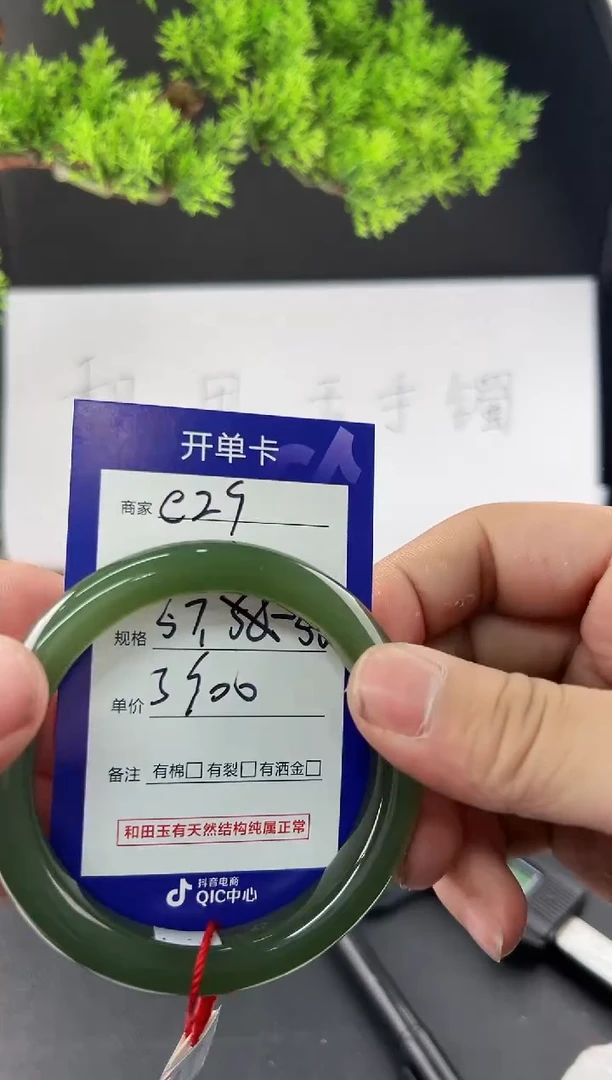 和田玉手镯
开单卡
商家 C29
规格 57,
单价 3900
备注 有棉□有裂□有洒金□
和田玉有天然结构纯属正常
抖音电商
QIC中心